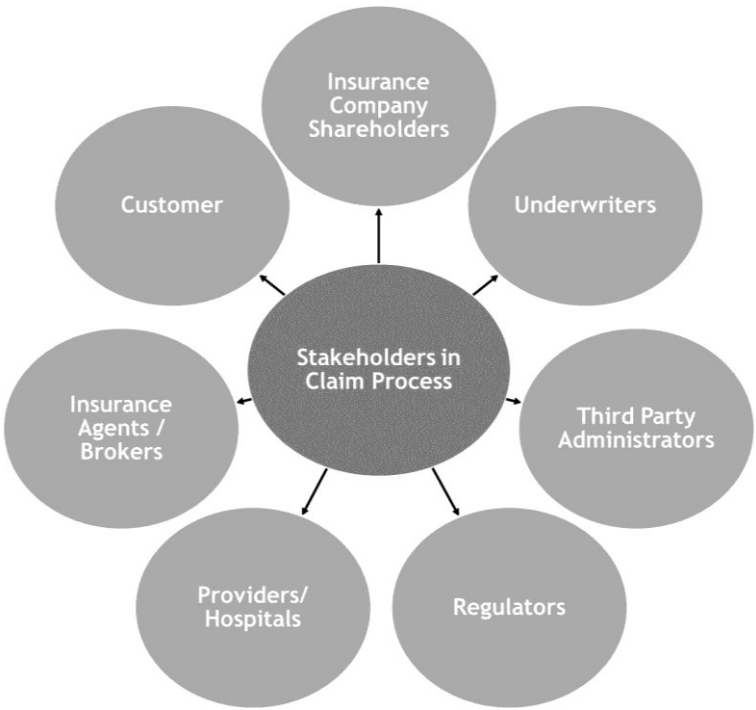 Insurance
Company
Shareholders
Customer
Underwriters
Stakeholders in
Claim Process
Insurance
Agents /
Brokers
Third Party
Administrators
Providers/
Hospitals
Regulators